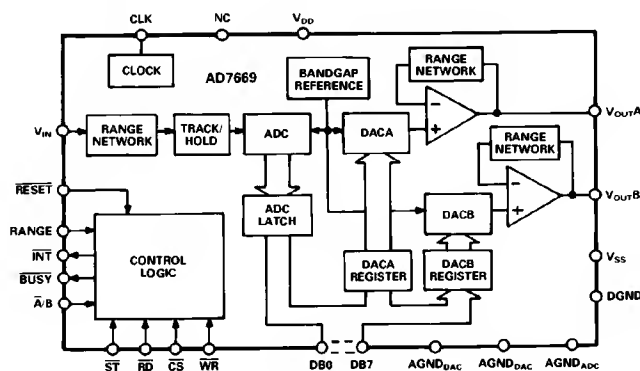 CLK
NC
V_DD
CLOCK
AD7669
BANDGAP
REFERENCE
RANGE
NETWORK
V_IN
RANGE
NETWORK
TRACK/
HOLD
ADC
DACA
V_OUTA
RANGE
NETWORK
RESET
RANGE
INT
BUSY
A/B
CONTROL
LOGIC
ADC
LATCH
DACB
V_OUTB
DACA
REGISTER
DACB
REGISTER
V_SS
DGND
ST
RD
CS
WR
DB0
DB7
AGND_DAC
AGND_DAC
AGND_ADC